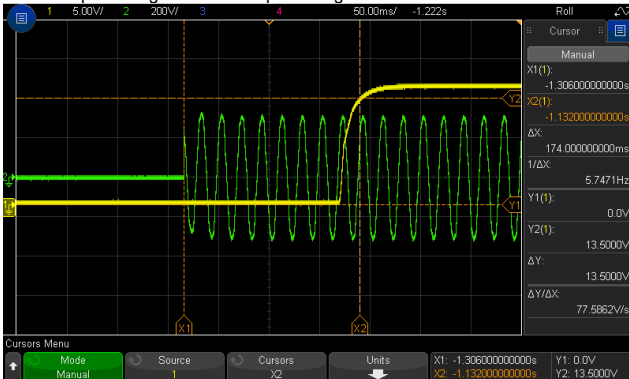 1 5.00V/ 2 200V/ 3 4 50.00ms/ -1.222s Roll
Cursor
Manual
X1(1):
-1.306000000000s
X2(1):
-1.132000000000s
ΔX:
174.000000000ms
1/ΔX:
5.7471Hz
Y1(1):
0.0V
Y2(1):
13.5000V
ΔY:
13.5000V
ΔY/ΔX:
77.5862V/s
Y2
2
1
Y1
X1 X2
Cursors Menu
Mode
Manual
Source
1
Cursors
X2
Units
X1: -1.306000000000s
X2: -1.132000000000s
Y1: 0.0V
Y2: 13.5000V